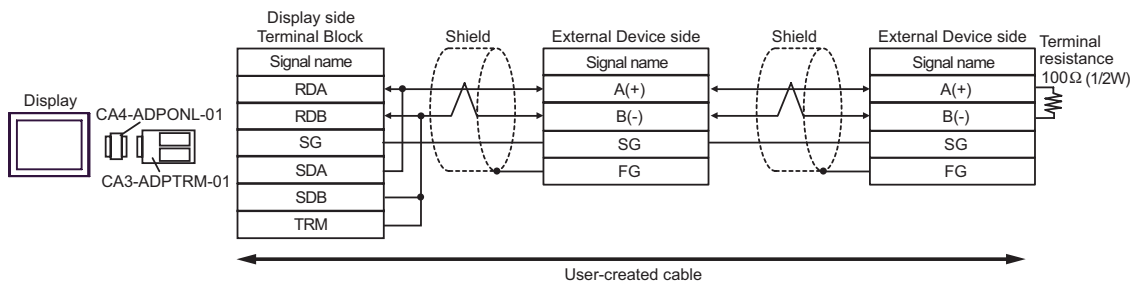 Display
CA4-ADPONL-01
CA3-ADPTRM-01
Display side
Terminal Block
Signal name
RDA
RDB
SG
SDA
SDB
TRM
Shield
External Device side
Signal name
A(+)
B(-)
SG
FG
Shield
External Device side
Signal name
A(+)
B(-)
SG
FG
Terminal
resistance
100Ω (1/2W)
User-created cable